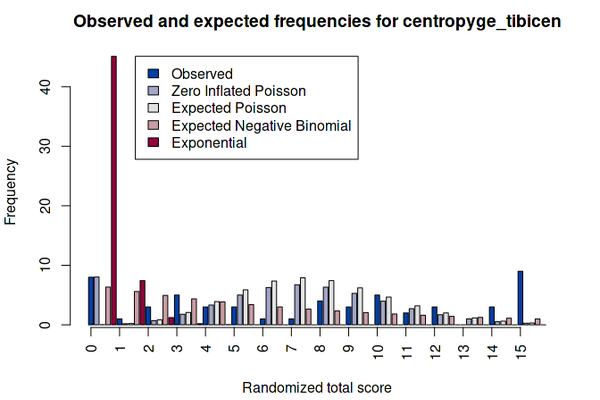 Observed and expected frequencies for centropyge_tibicen
Observed
Zero Inflated Poisson
Expected Poisson
Expected Negative Binomial
Exponential
Frequency
40
30
20
10
0
0 1 2 3 4 5 6 7 8 9 10 11 12 13 14 15
Randomized total score